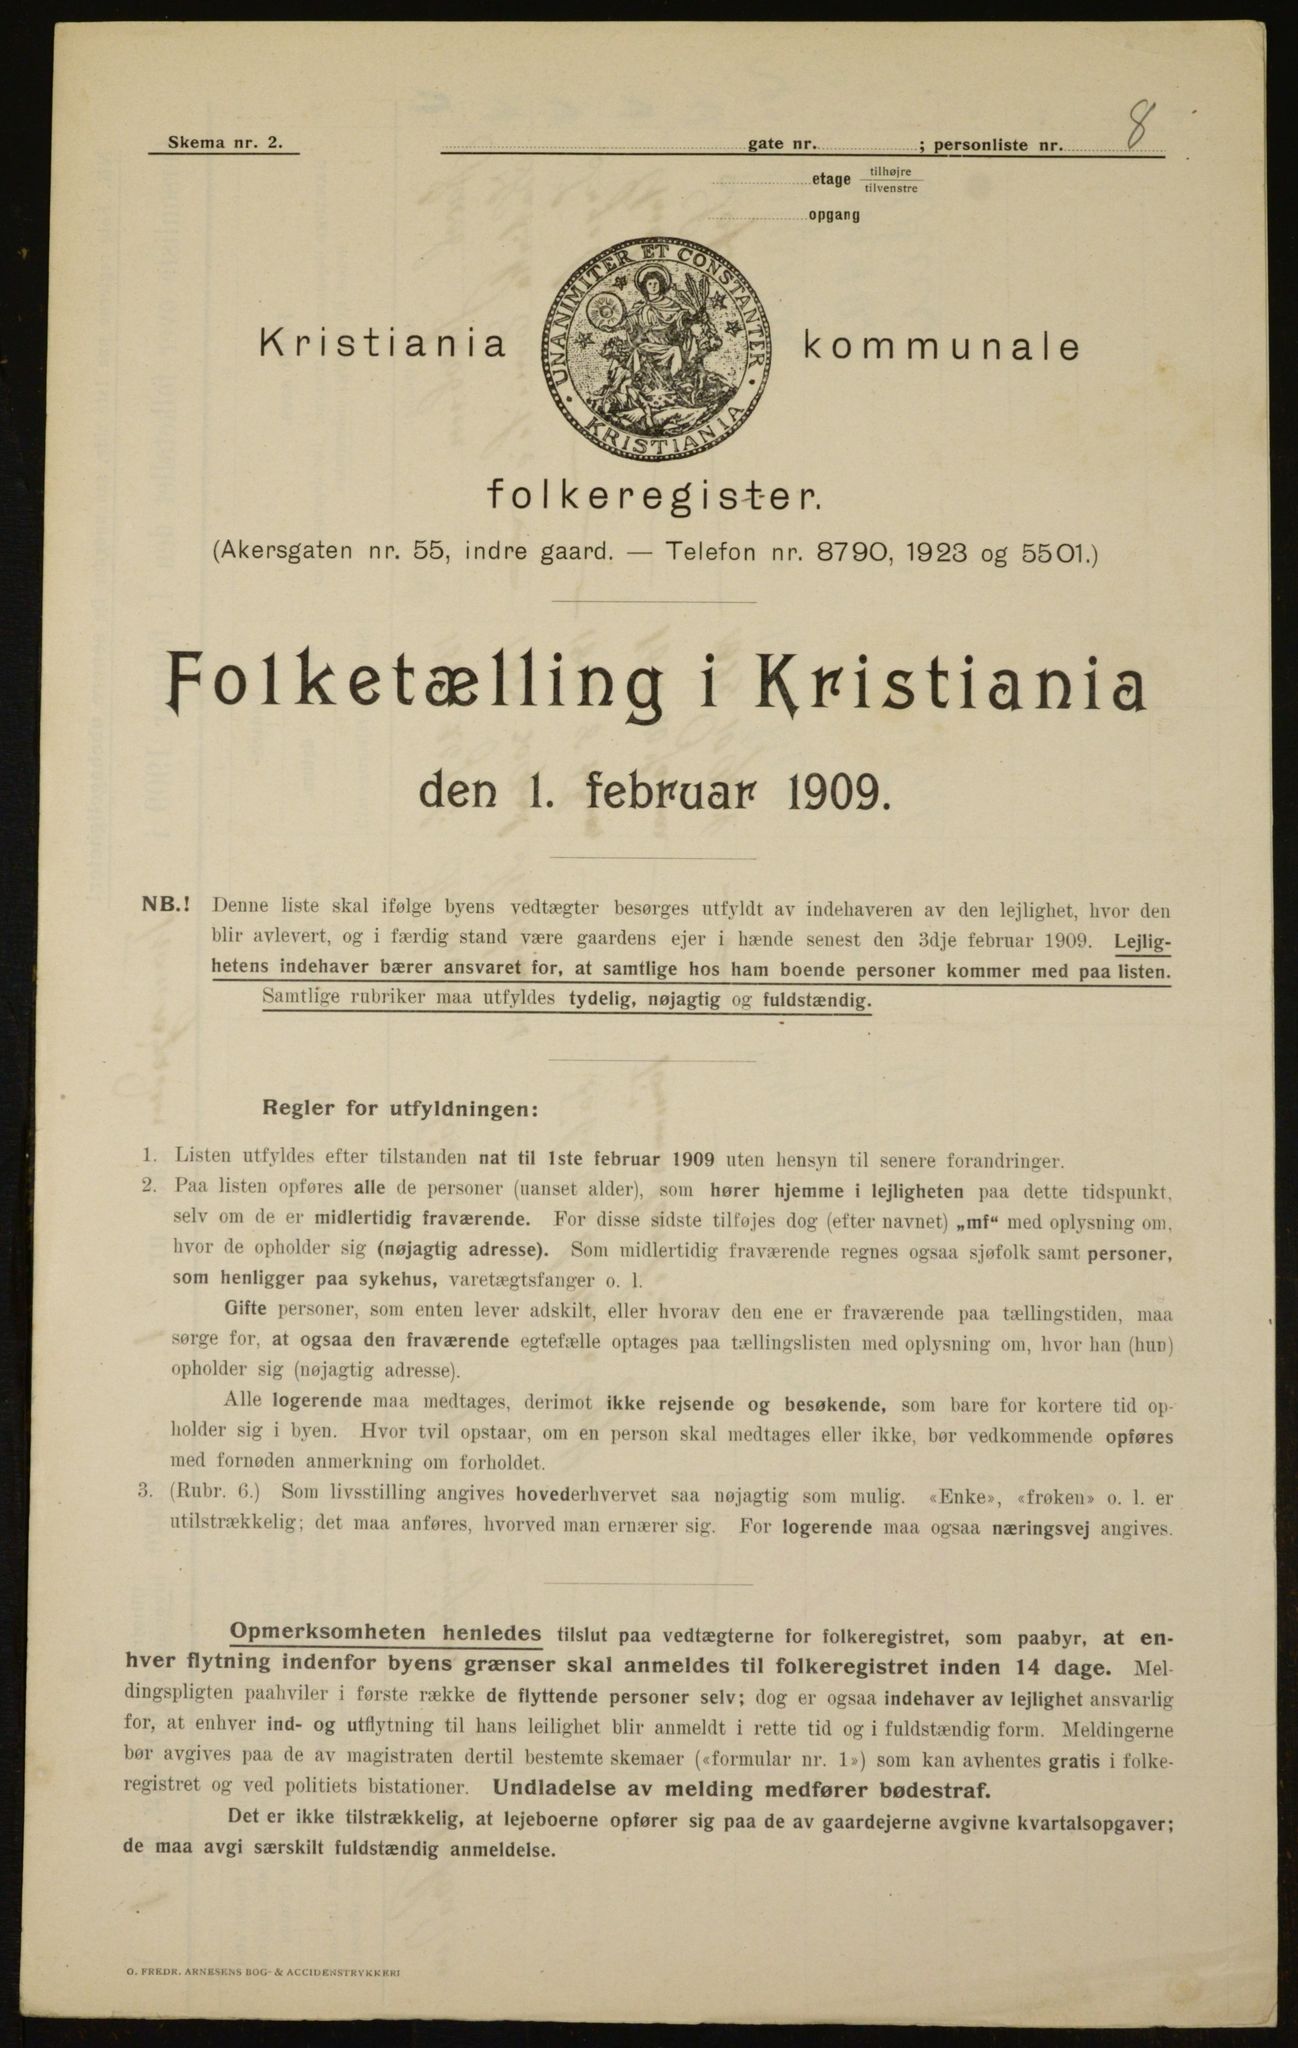 Skema nr. 2.
gate nr. ; personliste nr. 8
etage tilhøjre
tilvenstre
opgang
UNANIMITER ET CONSTANTER
KRISTIANIA
Kristiania kommunale
folkeregister.
(Akersgaten nr. 55, indre gaard. — Telefon nr. 8790, 1923 og 5501.)
Folketælling i Kristiania
den 1. februar 1909.
NB.! Denne liste skal ifølge byens vedtægter besørges utfyldt av indehaveren av den lejlighet, hvor den
blir avlevert, og i færdig stand være gaardens ejer i hænde senest den 3dje februar 1909. Lejlig-
hetens indehaver bærer ansvaret for, at samtlige hos ham boende personer kommer med paa listen.
Samtlige rubriker maa utfyldes tydelig, nøjagtig og fuldstændig.
Regler for utfyldningen:
1. Listen utfyldes efter tilstanden nat til 1ste februar 1909 uten hensyn til senere forandringer.
2. Paa listen opføres alle de personer (uanset alder), som hører hjemme i lejligheten paa dette tidspunkt,
selv om de er midlertidig fraværende. For disse sidste tilføjes dog (efter navnet) „mf“ med oplysning om,
hvor de opholder sig (nøjagtig adresse). Som midlertidig fraværende regnes ogsaa sjøfolk samt personer,
som henligger paa sykehus, varetægtsfanger o. l.
Gifte personer, som enten lever adskilt, eller hvorav den ene er fraværende paa tællingstiden, maa
sørge for, at ogsaa den fraværende egtefælle optages paa tællingslisten med oplysning om, hvor han (hun)
opholder sig (nøjagtig adresse).
Alle logerende maa medtages, derimot ikke rejsende og besøkende, som bare for kortere tid op-
holder sig i byen. Hvor tvil opstaar, om en person skal medtages eller ikke, bør vedkommende opføres
med fornøden anmerkning om forholdet.
3. (Rubr. 6.) Som livsstilling angives hovederhvervet saa nøjagtig som mulig. «Enke», «frøken» o. l. er
utilstrækkelig; det maa anføres, hvorved man ernærer sig. For logerende maa ogsaa næringsvej angives.
Opmerksomheten henledes tilslut paa vedtægterne for folkeregistret, som paabyr, at en-
hver flytning indenfor byens grænser skal anmeldes til folkeregistret inden 14 dage. Mel-
dingspligten paahviler i første række de flyttende personer selv; dog er ogsaa indehaver av lejlighet ansvarlig
for, at enhver ind- og utflytning til hans leilighet blir anmeldt i rette tid og i fuldstændig form. Meldingerne
bør avgives paa de av magistraten dertil bestemte skemaer («formular nr. 1») som kan avhentes gratis i folke-
registret og ved politiets bistationer. Undladelse av melding medfører bødestraf.
Det er ikke tilstrækkelig, at lejeboerne opfører sig paa de av gaardejerne avgivne kvartalsopgaver;
de maa avgi særskilt fuldstændig anmeldelse.
O. FREDR. ARNESENS BOG- & ACCIDENSTRYKKERI